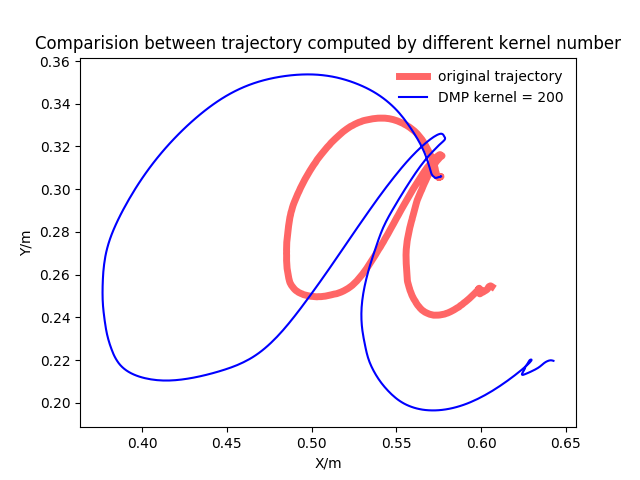 Comparision between trajectory computed by different kernel number
original trajectory
DMP kernel = 200
0.36
0.34
0.32
0.30
0.28
0.26
0.24
0.22
0.20
Y/m
0.40 0.45 0.50 0.55 0.60 0.65
X/m